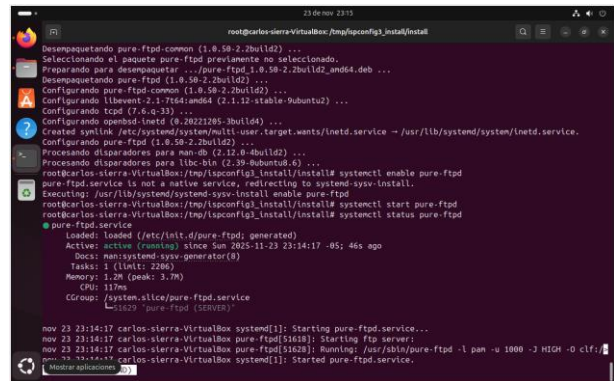 23 de nov 23:15
root@carlos-sierra-VirtualBox: /tmp/ispconfig3_install/install
Desempaquetando pure-ftpd-common (1.0.50-2.2build2) ...
Seleccionando el paquete pure-ftpd previamente no seleccionado.
Preparando para desempaquetar .../pure-ftpd_1.0.50-2.2build2_amd64.deb ...
Desempaquetando pure-ftpd (1.0.50-2.2build2) ...
Configurando pure-ftpd-common (1.0.50-2.2build2) ...
Configurando libevent-2.1-7t64:amd64 (2.1.12-stable-9ubuntu2) ...
Configurando tcpd (7.6.q-33) ...
Configurando openbsd-inetd (0.20221205-3build4) ...
Created symlink /etc/systemd/system/multi-user.target.wants/inetd.service → /usr/lib/systemd/system/inetd.service.
Configurando pure-ftpd (1.0.50-2.2build2) ...
Procesando disparadores para man-db (2.12.0-4build2) ...
Procesando disparadores para libc-bin (2.39-0ubuntu8.6) ...
root@carlos-sierra-VirtualBox:/tmp/ispconfig3_install/install# systemctl enable pure-ftpd
pure-ftpd.service is not a native service, redirecting to systemd-sysv-install.
Executing: /usr/lib/systemd/systemd-sysv-install enable pure-ftpd
root@carlos-sierra-VirtualBox:/tmp/ispconfig3_install/install# systemctl start pure-ftpd
root@carlos-sierra-VirtualBox:/tmp/ispconfig3_install/install# systemctl status pure-ftpd
● pure-ftpd.service
Loaded: loaded (/etc/init.d/pure-ftpd; generated)
Active: active (running) since Sun 2025-11-23 23:14:17 -05; 46s ago
Docs: man:systemd-sysv-generator(8)
Tasks: 1 (limit: 2206)
Memory: 1.2M (peak: 3.7M)
CPU: 117ms
CGroup: /system.slice/pure-ftpd.service
└─51629 "pure-ftpd (SERVER)"
nov 23 23:14:17 carlos-sierra-VirtualBox systemd[1]: Starting pure-ftpd.service...
nov 23 23:14:17 carlos-sierra-VirtualBox pure-ftpd[51618]: Starting ftp server:
nov 23 23:14:17 carlos-sierra-VirtualBox pure-ftpd[51628]: Running: /usr/sbin/pure-ftpd -l pam -u 1000 -J HIGH -O clf:/>
nov 23 23:14:17 carlos-sierra-VirtualBox systemd[1]: Started pure-ftpd.service.
Mostrar aplicaciones